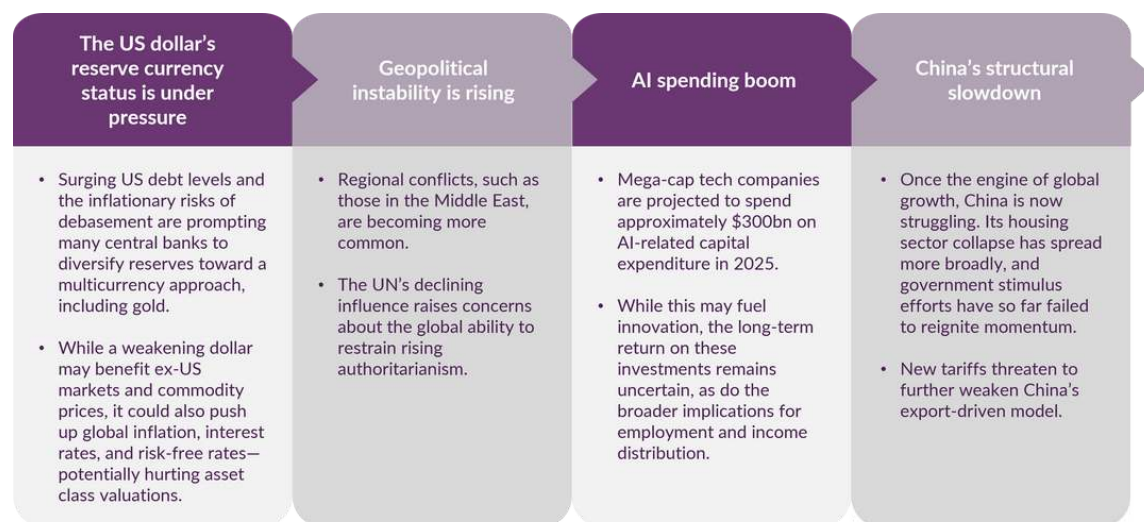 The US dollar's
reserve currency
status is under
pressure
• Surging US debt levels and
the inflationary risks of
debasement are prompting
many central banks to
diversify reserves toward a
multicurrency approach,
including gold.
• While a weakening dollar
may benefit ex-US
markets and commodity
prices, it could also push
up global inflation, interest
rates, and risk-free rates—
potentially hurting asset
class valuations.
Geopolitical
instability is rising
• Regional conflicts, such as
those in the Middle East,
are becoming more
common.
• The UN's declining
influence raises concerns
about the global ability to
restrain rising
authoritarianism.
AI spending boom
• Mega-cap tech companies
are projected to spend
approximately $300bn on
AI-related capital
expenditure in 2025.
• While this may fuel
innovation, the long-term
return on these
investments remains
uncertain, as do the
broader implications for
employment and income
distribution.
China's structural
slowdown
• Once the engine of global
growth, China is now
struggling. Its housing
sector collapse has spread
more broadly, and
government stimulus
efforts have so far failed
to reignite momentum.
• New tariffs threaten to
further weaken China's
export-driven model.